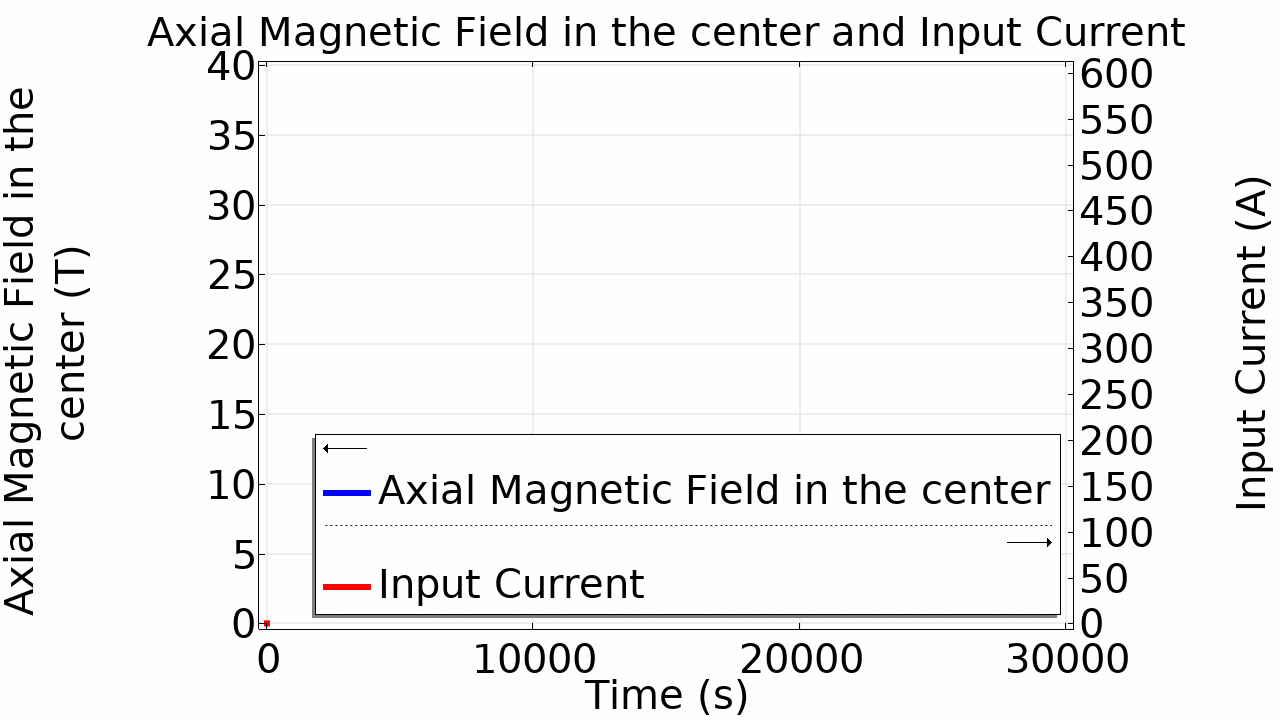 Axial Magnetic Field in the center and Input Current
Axial Magnetic Field in the
center (T)
40
35
30
25
20
15
10
5
0
600
550
500
450
400
350
300
250
200
150
100
50
0
Input Current (A)
Axial Magnetic Field in the center
Input Current
0 10000 20000 30000
Time (s)